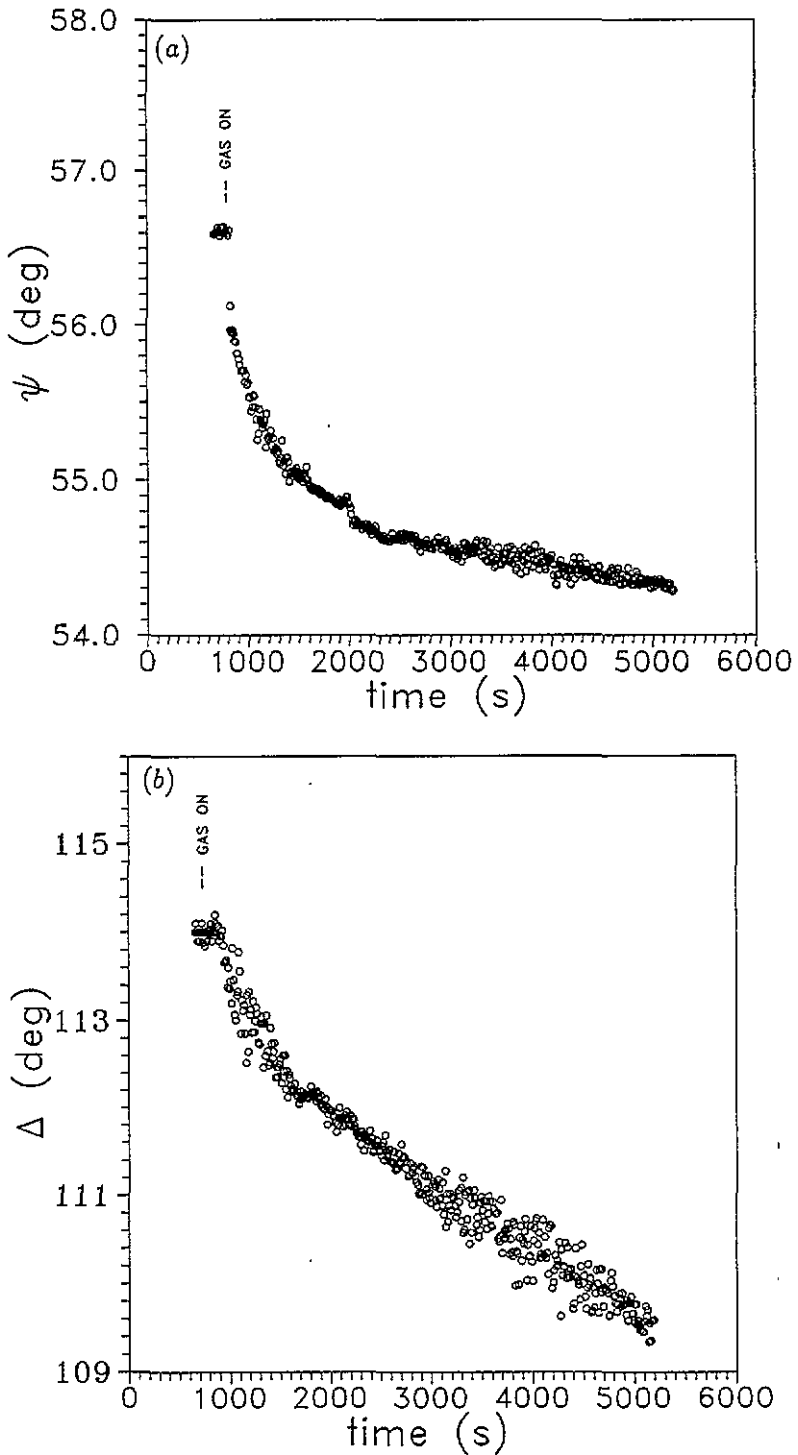 (a)
58.0
57.0
56.0
55.0
54.0
ψ (deg)
-- GAS ON
0 1000 2000 3000 4000 5000 6000
time (s)
(b)
115
113
111
109
Δ (deg)
-- GAS ON
0 1000 2000 3000 4000 5000 6000
time (s)